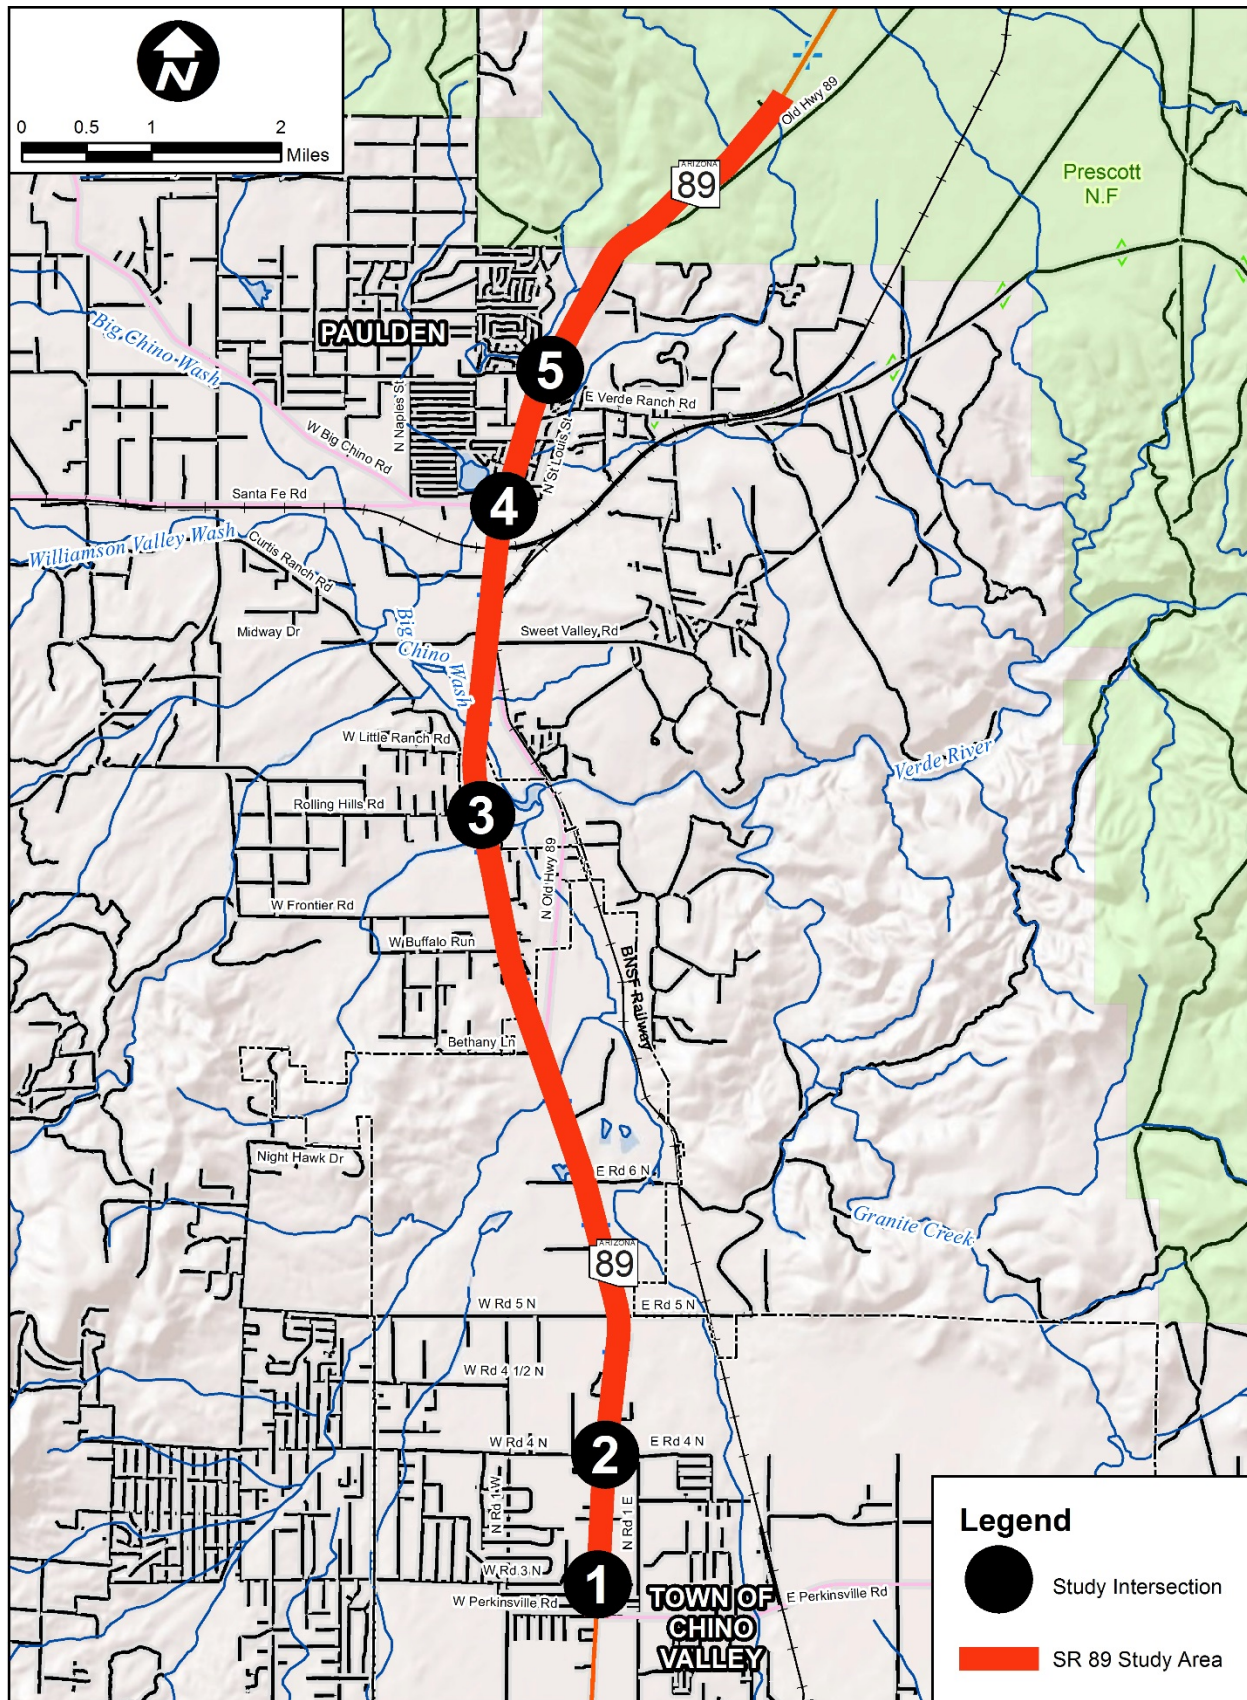 N
0 0.5 1 2
Miles
Old Hwy 89
ARIZONA
89
Prescott
N.F
PAULDEN
Big Chino Wash
5
E Verde Ranch Rd
N Naples St
W Big Chino Rd
N St Louis St
Santa Fe Rd
4
Williamson Valley Wash
Curtis Ranch Rd
Midway Dr
Big Chino Wash
Sweet Valley Rd
W Little Ranch Rd
Verde River
Rolling Hills Rd
3
N Old Hwy 89
W Frontier Rd
W Buffalo Run
BNSF Railway
Bethany Ln
Night Hawk Dr
E Rd 6 N
Granite Creek
ARIZONA
89
W Rd 5 N
E Rd 5 N
W Rd 4 1/2 N
W Rd 4 N
2
E Rd 4 N
N Rd 1 W
N Rd 1 E
W Rd 3 N
1
W Perkinsville Rd
TOWN OF
CHINO
VALLEY
E Perkinsville Rd
Legend
Study Intersection
SR 89 Study Area